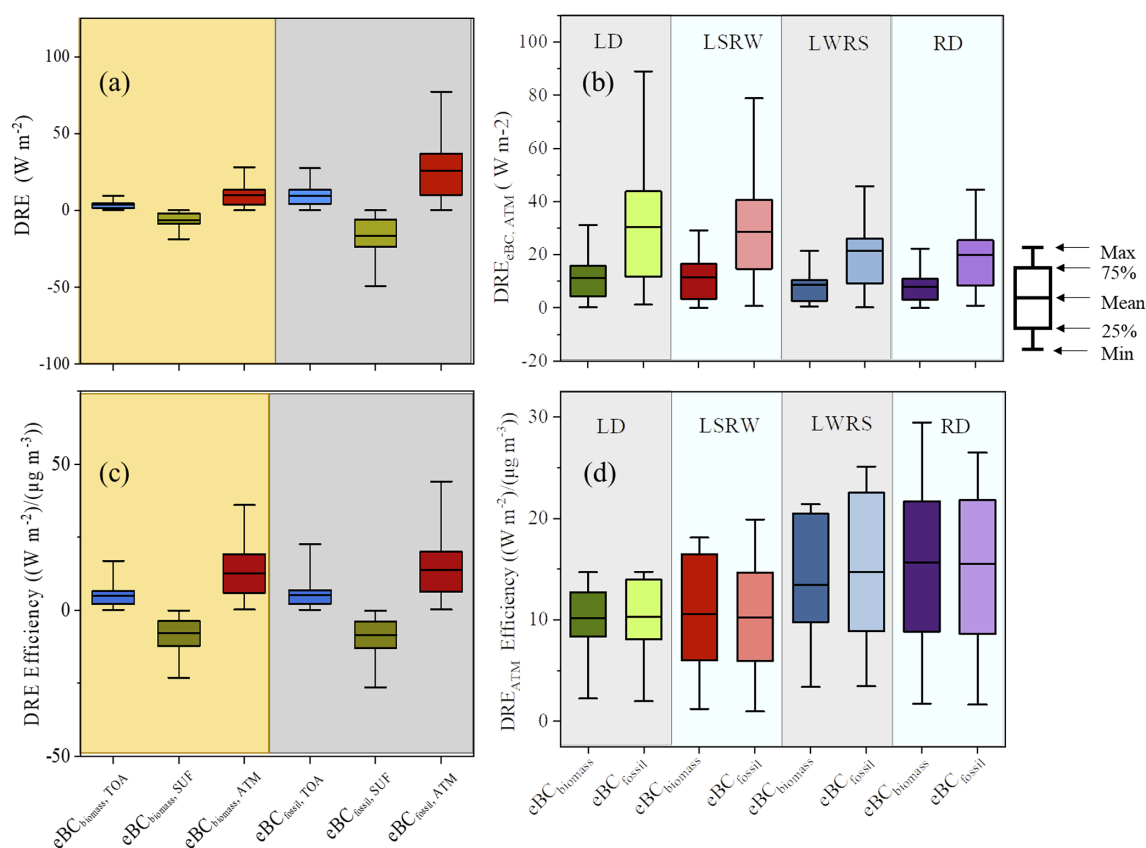 (a)
DRE (W m-2)
100
50
0
-50
-100
(b)
LD
LSRW
LWRS
RD
DREeBC, ATM ( W m-2)
100
80
60
40
20
0
-20
Max
75%
Mean
25%
Min
(c)
DRE Efficiency ((W m-2)/(μg m-3))
50
0
-50
eBCbiomass, TOA
eBCbiomass, SUF
eBCbiomass, ATM
eBCfossil, TOA
eBCfossil, SUF
eBCfossil, ATM
(d)
LD
LSRW
LWRS
RD
DREATM Efficiency ((W m-2)/(μg m-3)
30
20
10
0
eBCbiomass
eBCfossil
eBCbiomass
eBCfossil
eBCbiomass
eBCfossil
eBCbiomass
eBCfossil